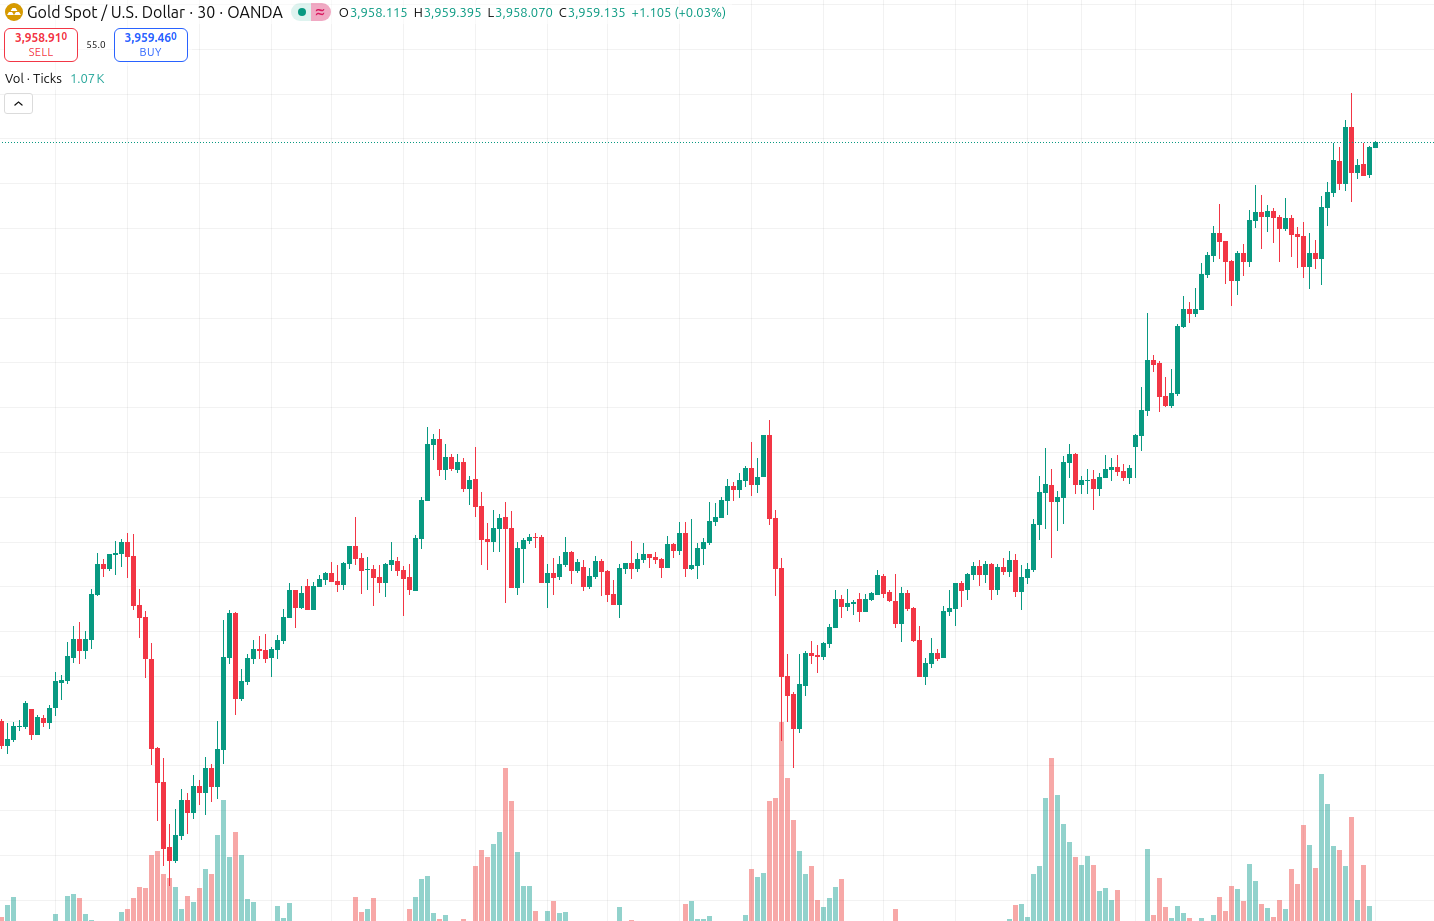 Gold Spot / U.S. Dollar · 30 · OANDA ≈ O3,958.115 H3,959.395 L3,958.070 C3,959.135 +1.105 (+0.03%)
3,958.910 55.0 3,959.460
SELL BUY
Vol · Ticks 1.07 K